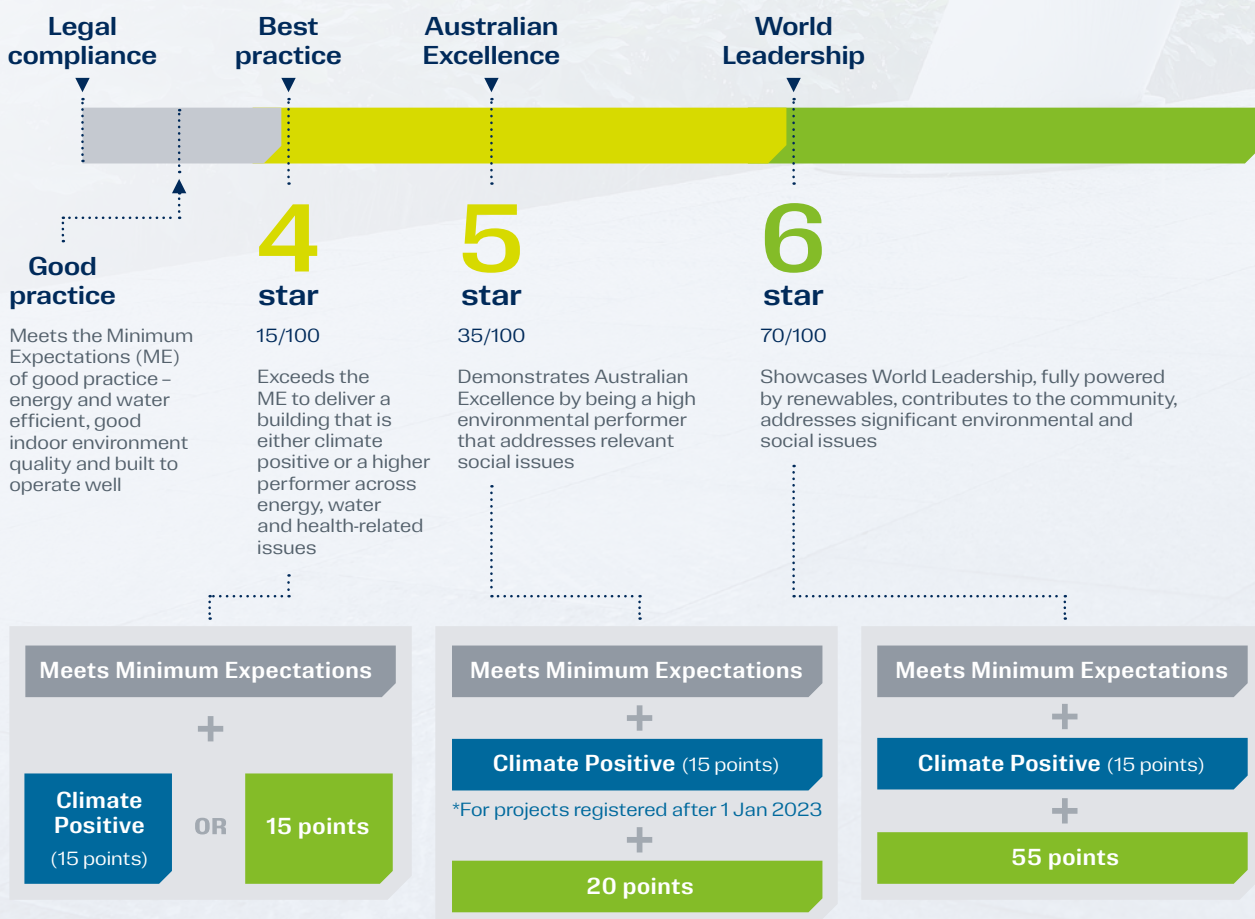 Legal
compliance
Best
practice
Australian
Excellence
World
Leadership
Good
practice
Meets the Minimum
Expectations (ME)
of good practice –
energy and water
efficient, good
indoor environment
quality and built to
operate well
4
star
15/100
Exceeds the
ME to deliver a
building that is
either climate
positive or a higher
performer across
energy, water
and health-related
issues
5
star
35/100
Demonstrates Australian
Excellence by being a high
environmental performer
that addresses relevant
social issues
6
star
70/100
Showcases World Leadership, fully powered
by renewables, contributes to the community,
addresses significant environmental and
social issues
Meets Minimum Expectations
+
Climate
Positive
(15 points)
OR
15 points
Meets Minimum Expectations
+
Climate Positive (15 points)
*For projects registered after 1 Jan 2023
+
20 points
Meets Minimum Expectations
+
Climate Positive (15 points)
+
55 points